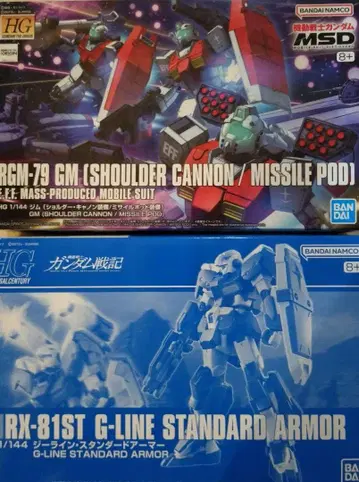 HG
BANDAI NAMCO
機動戦士ガンダム
MSD
8+
RGM-79 GM (SHOULDER CANNON / MISSILE POD)
E.F.F. MASS-PRODUCED MOBILE SUIT
HG 1/144 ジム(ショルダー・キャノン装備/ミサイルポッド装備)
GM (SHOULDER CANNON / MISSILE POD)
BAN
DAI
HG
ガンダム戦記
BANDAI NAMCO
8+
RX-81ST G-LINE STANDARD ARMOR
1/144 ジーライン・スタンダードアーマー
G-LINE STANDARD ARMOR
BA
DA